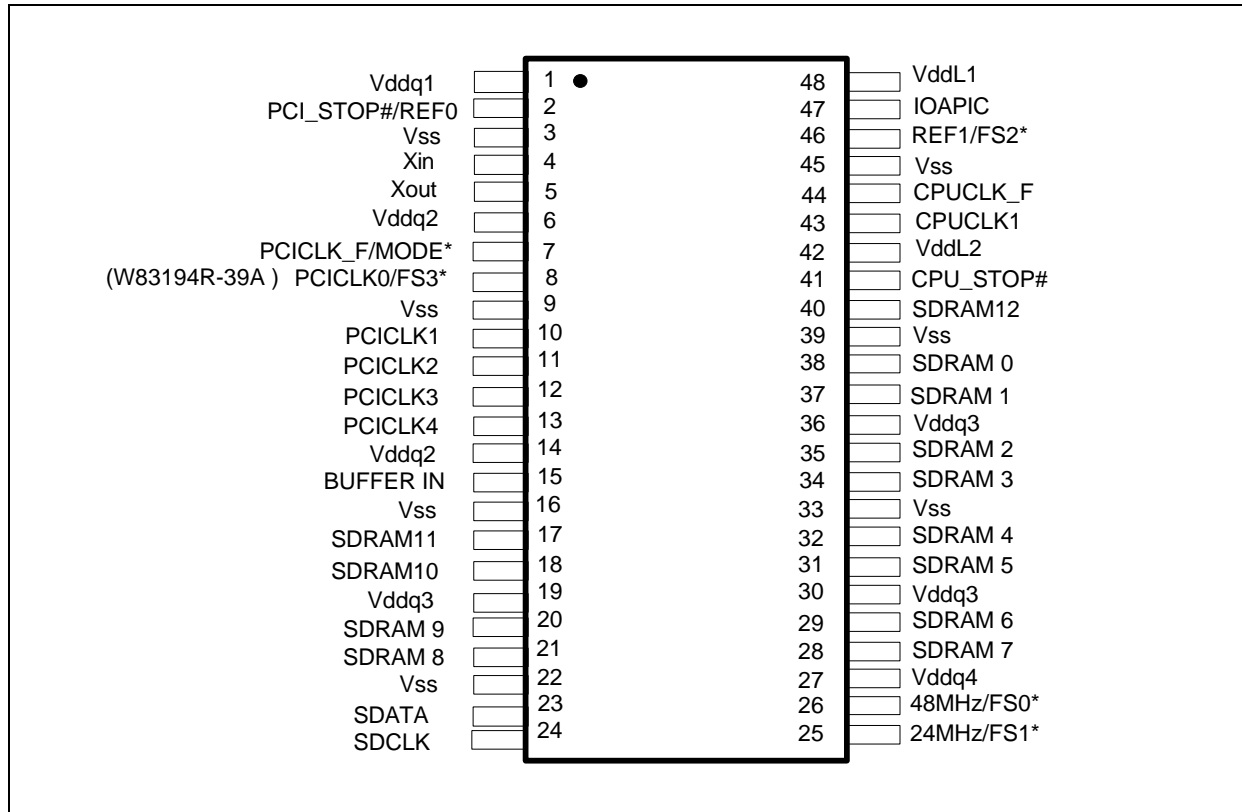 Vddq1 1 48 VddL1
PCI_STOP#/REF0 2 47 IOAPIC
Vss 3 46 REF1/FS2*
Xin 4 45 Vss
Xout 5 44 CPUCLK_F
Vddq2 6 43 CPUCLK1
PCICLK_F/MODE* 7 42 VddL2
(W83194R-39A ) PCICLK0/FS3* 8 41 CPU_STOP#
Vss 9 40 SDRAM12
PCICLK1 10 39 Vss
PCICLK2 11 38 SDRAM 0
PCICLK3 12 37 SDRAM 1
PCICLK4 13 36 Vddq3
Vddq2 14 35 SDRAM 2
BUFFER IN 15 34 SDRAM 3
Vss 16 33 Vss
SDRAM11 17 32 SDRAM 4
SDRAM10 18 31 SDRAM 5
Vddq3 19 30 Vddq3
SDRAM 9 20 29 SDRAM 6
SDRAM 8 21 28 SDRAM 7
Vss 22 27 Vddq4
SDATA 23 26 48MHz/FS0*
SDCLK 24 25 24MHz/FS1*